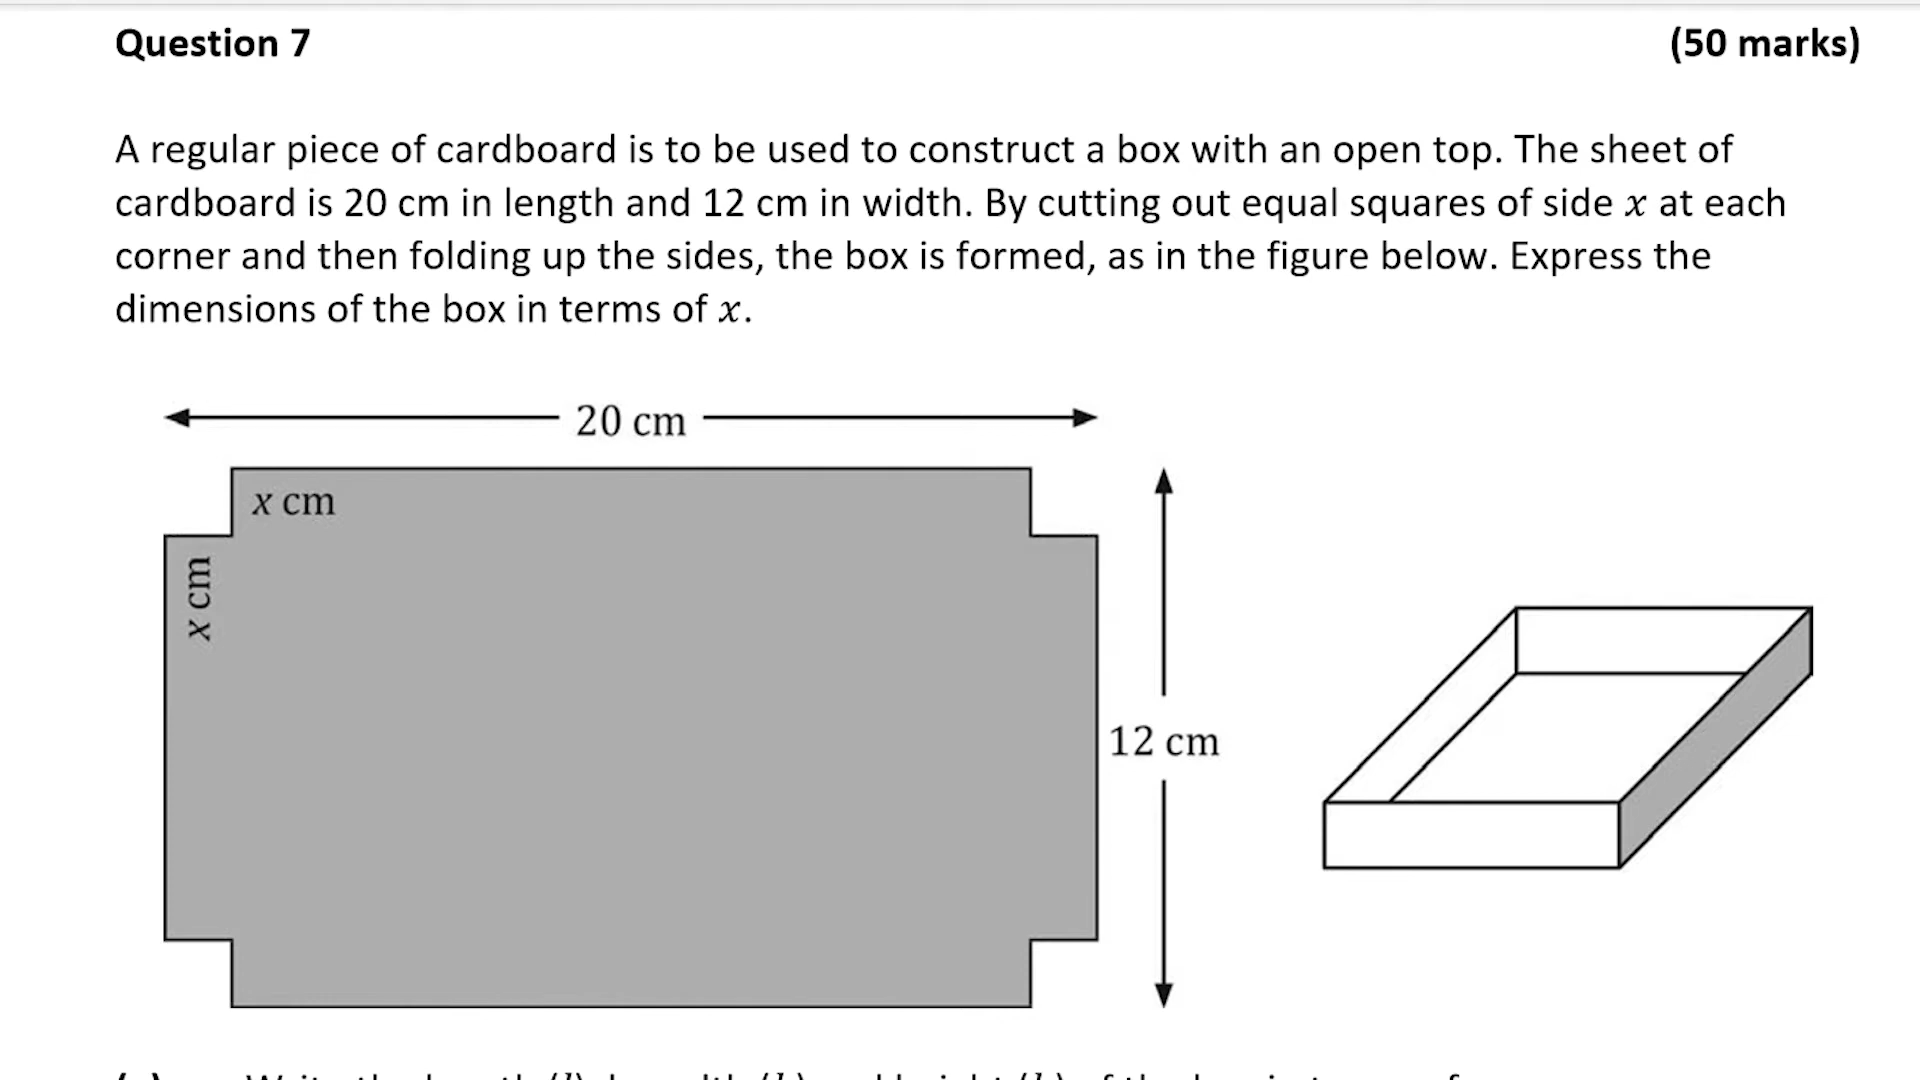 Question 7 (50 marks)
A regular piece of cardboard is to be used to construct a box with an open top. The sheet of
cardboard is 20 cm in length and 12 cm in width. By cutting out equal squares of side x at each
corner and then folding up the sides, the box is formed, as in the figure below. Express the
dimensions of the box in terms of x.
20 cm
x cm
x cm
12 cm